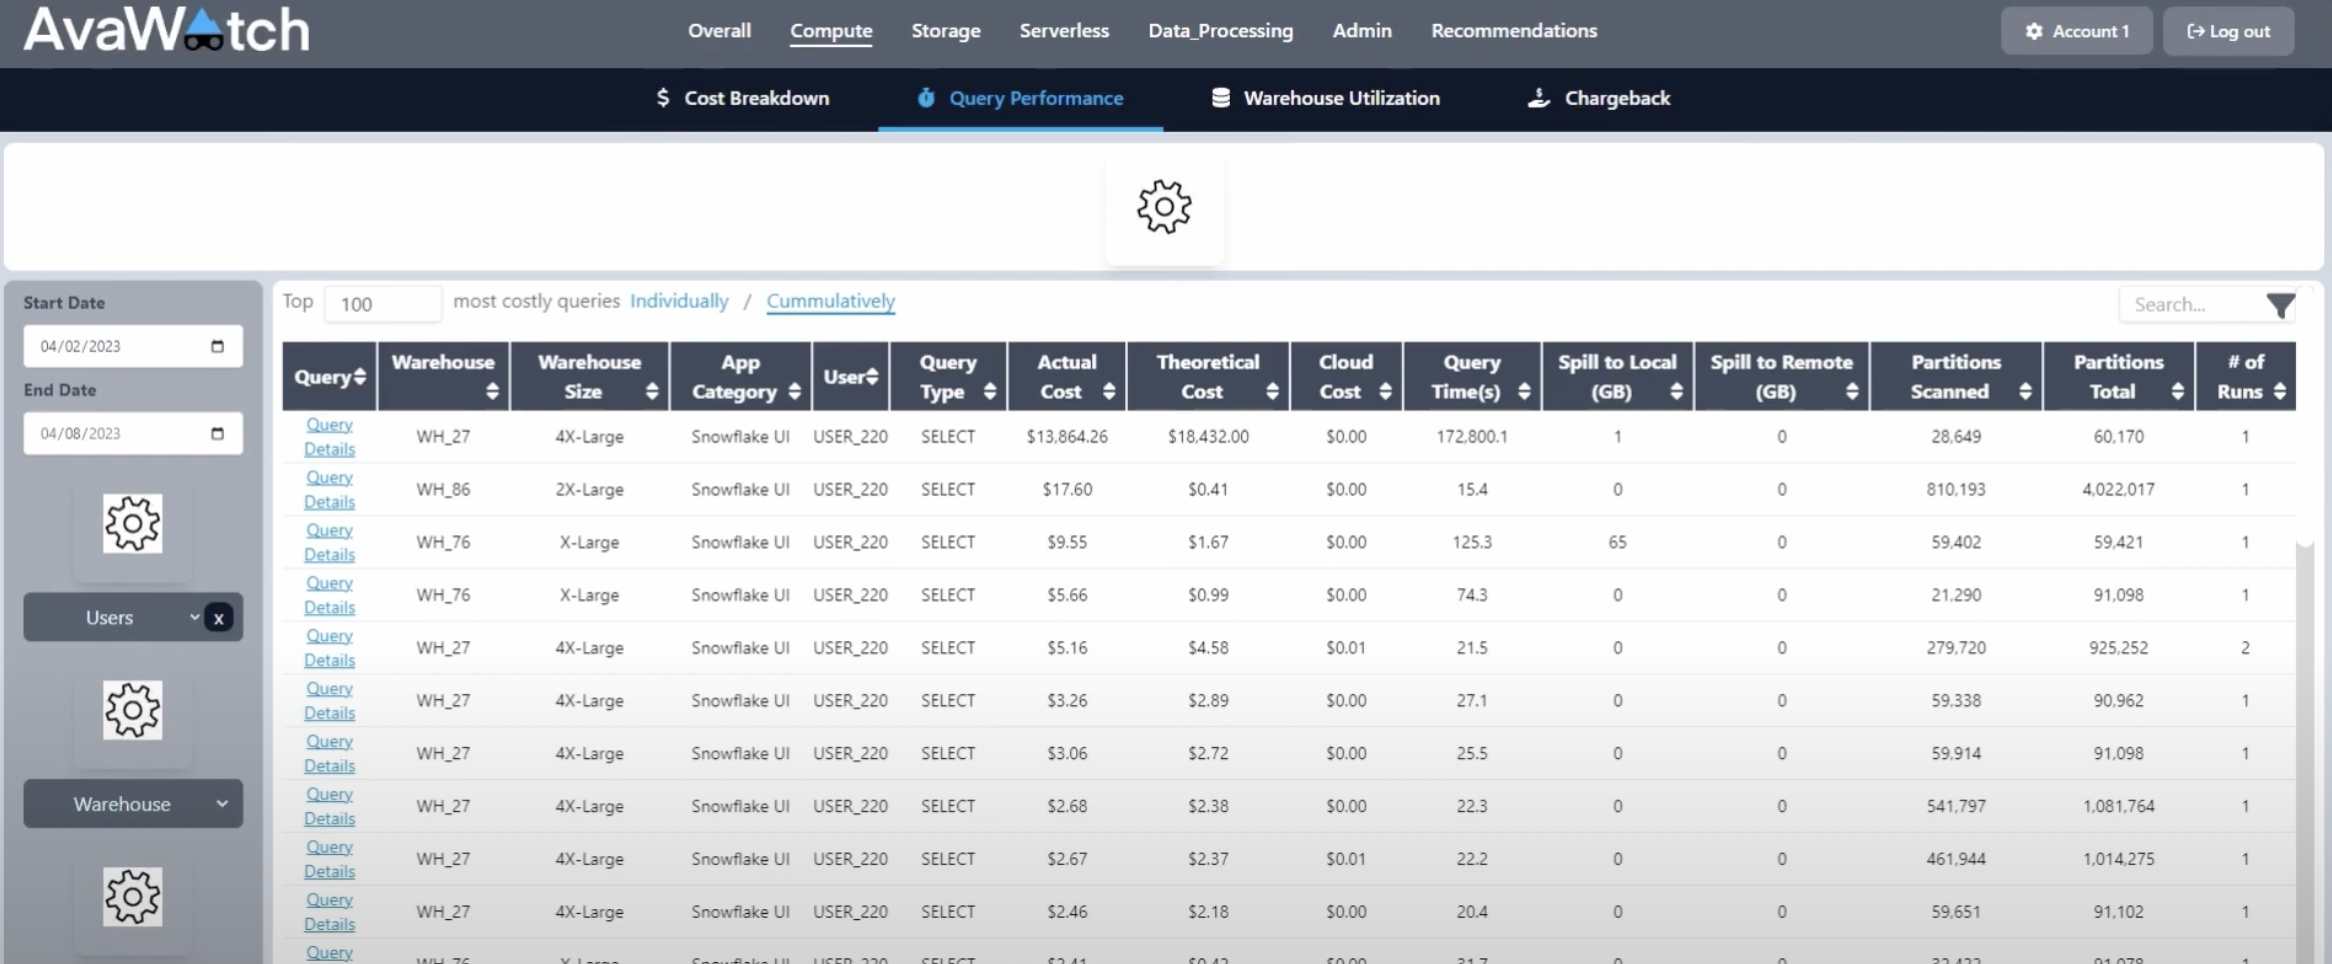 AvaWatch
Overall Compute Storage Serverless Data_Processing Admin Recommendations Account 1 Log out
$ Cost Breakdown Query Performance Warehouse Utilization Chargeback
Start Date
04/02/2023
End Date
04/08/2023
Users x
Warehouse
Top 100 most costly queries Individually / Cummulatively Search...
Query Warehouse Warehouse Size App Category User Query Type Actual Cost Theoretical Cost Cloud Cost Query Time(s) Spill to Local (GB) Spill to Remote (GB) Partitions Scanned Partitions Total # of Runs
Query Details WH_27 4X-Large Snowflake UI USER_220 SELECT $13,864.26 $18,432.00 $0.00 172,800.1 1 0 28,649 60,170 1
Query Details WH_86 2X-Large Snowflake UI USER_220 SELECT $17.60 $0.41 $0.00 15.4 0 0 810,193 4,022,017 1
Query Details WH_76 X-Large Snowflake UI USER_220 SELECT $9.55 $1.67 $0.00 125.3 65 0 59,402 59,421 1
Query Details WH_76 X-Large Snowflake UI USER_220 SELECT $5.66 $0.99 $0.00 74.3 0 0 21,290 91,098 1
Query Details WH_27 4X-Large Snowflake UI USER_220 SELECT $5.16 $4.58 $0.01 21.5 0 0 279,720 925,252 2
Query Details WH_27 4X-Large Snowflake UI USER_220 SELECT $3.26 $2.89 $0.00 27.1 0 0 59,338 90,962 1
Query Details WH_27 4X-Large Snowflake UI USER_220 SELECT $3.06 $2.72 $0.00 25.5 0 0 59,914 91,098 1
Query Details WH_27 4X-Large Snowflake UI USER_220 SELECT $2.68 $2.38 $0.00 22.3 0 0 541,797 1,081,764 1
Query Details WH_27 4X-Large Snowflake UI USER_220 SELECT $2.67 $2.37 $0.01 22.2 0 0 461,944 1,014,275 1
Query Details WH_27 4X-Large Snowflake UI USER_220 SELECT $2.46 $2.18 $0.00 20.4 0 0 59,651 91,102 1
Query